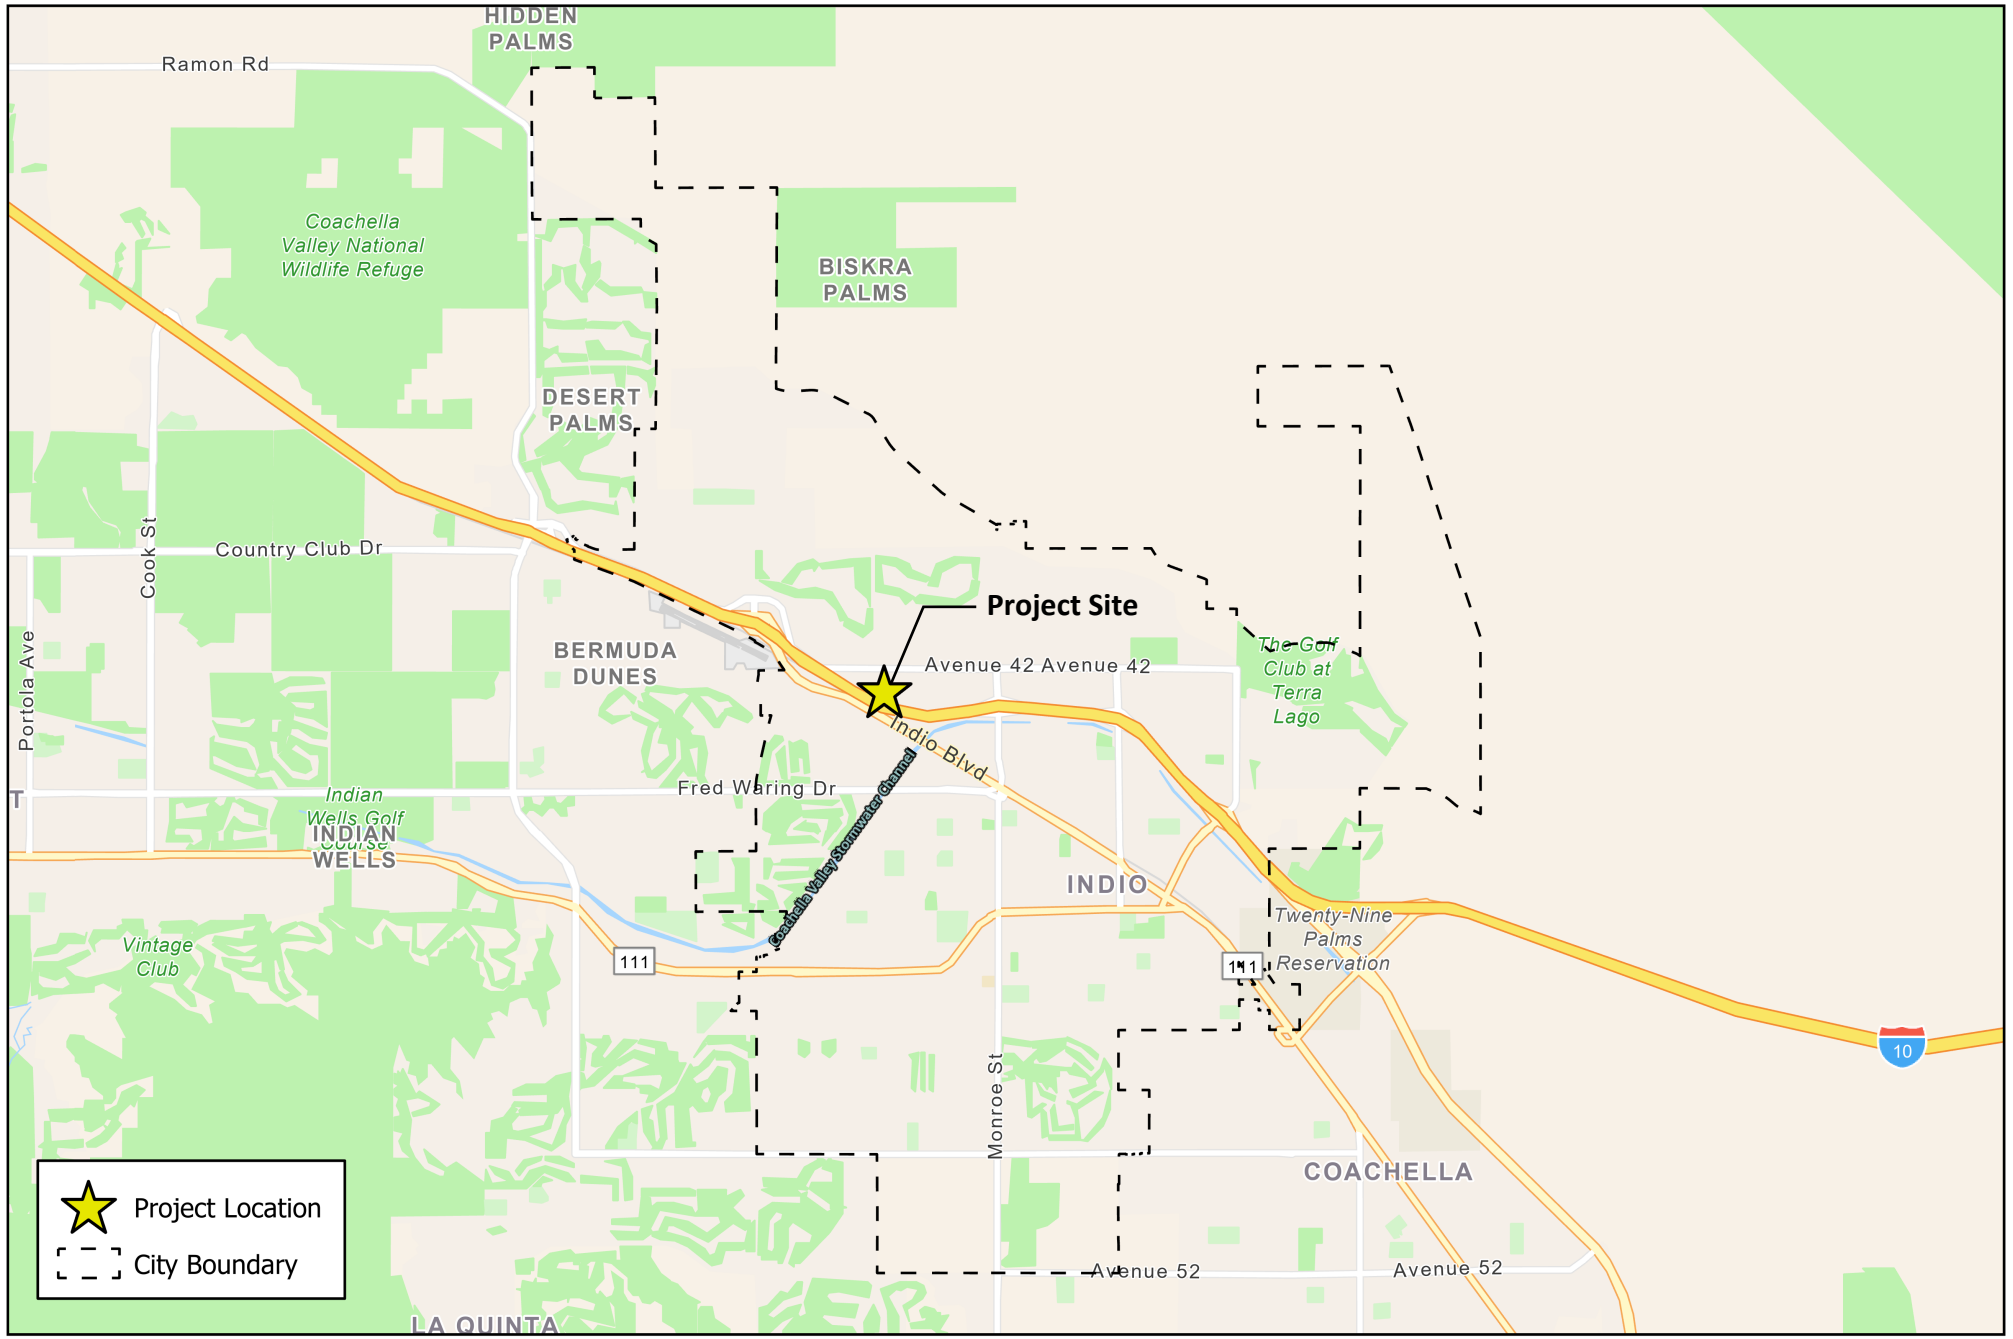 HIDDEN
PALMS
Ramon Rd
Coachella
Valley National
Wildlife Refuge
BISKRA
PALMS
DESERT
PALMS
Cook St
Country Club Dr
Project Site
Portola Ave
BERMUDA
DUNES
Avenue 42 Avenue 42
The Golf
Club at
Terra
Lago
Indio Blvd
Coachella Valley Stormwater Channel
Fred Waring Dr
T
Indian
Wells Golf
Course
INDIAN
WELLS
INDIO
Twenty-Nine
Palms
Reservation
Vintage
Club
111
111
10
Monroe St
COACHELLA
Project Location
City Boundary
Avenue 52
Avenue 52
LA QUINTA